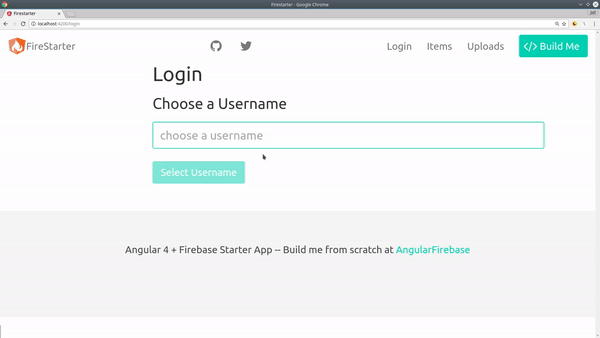 Firestarter - Google Chrome
Firestarter
Jeff
localhost:4200/login
FireStarter
Login
Items
Uploads
</> Build Me
Login
Choose a Username
choose a username
Select Username
Angular 4 + Firebase Starter App -- Build me from scratch at AngularFirebase